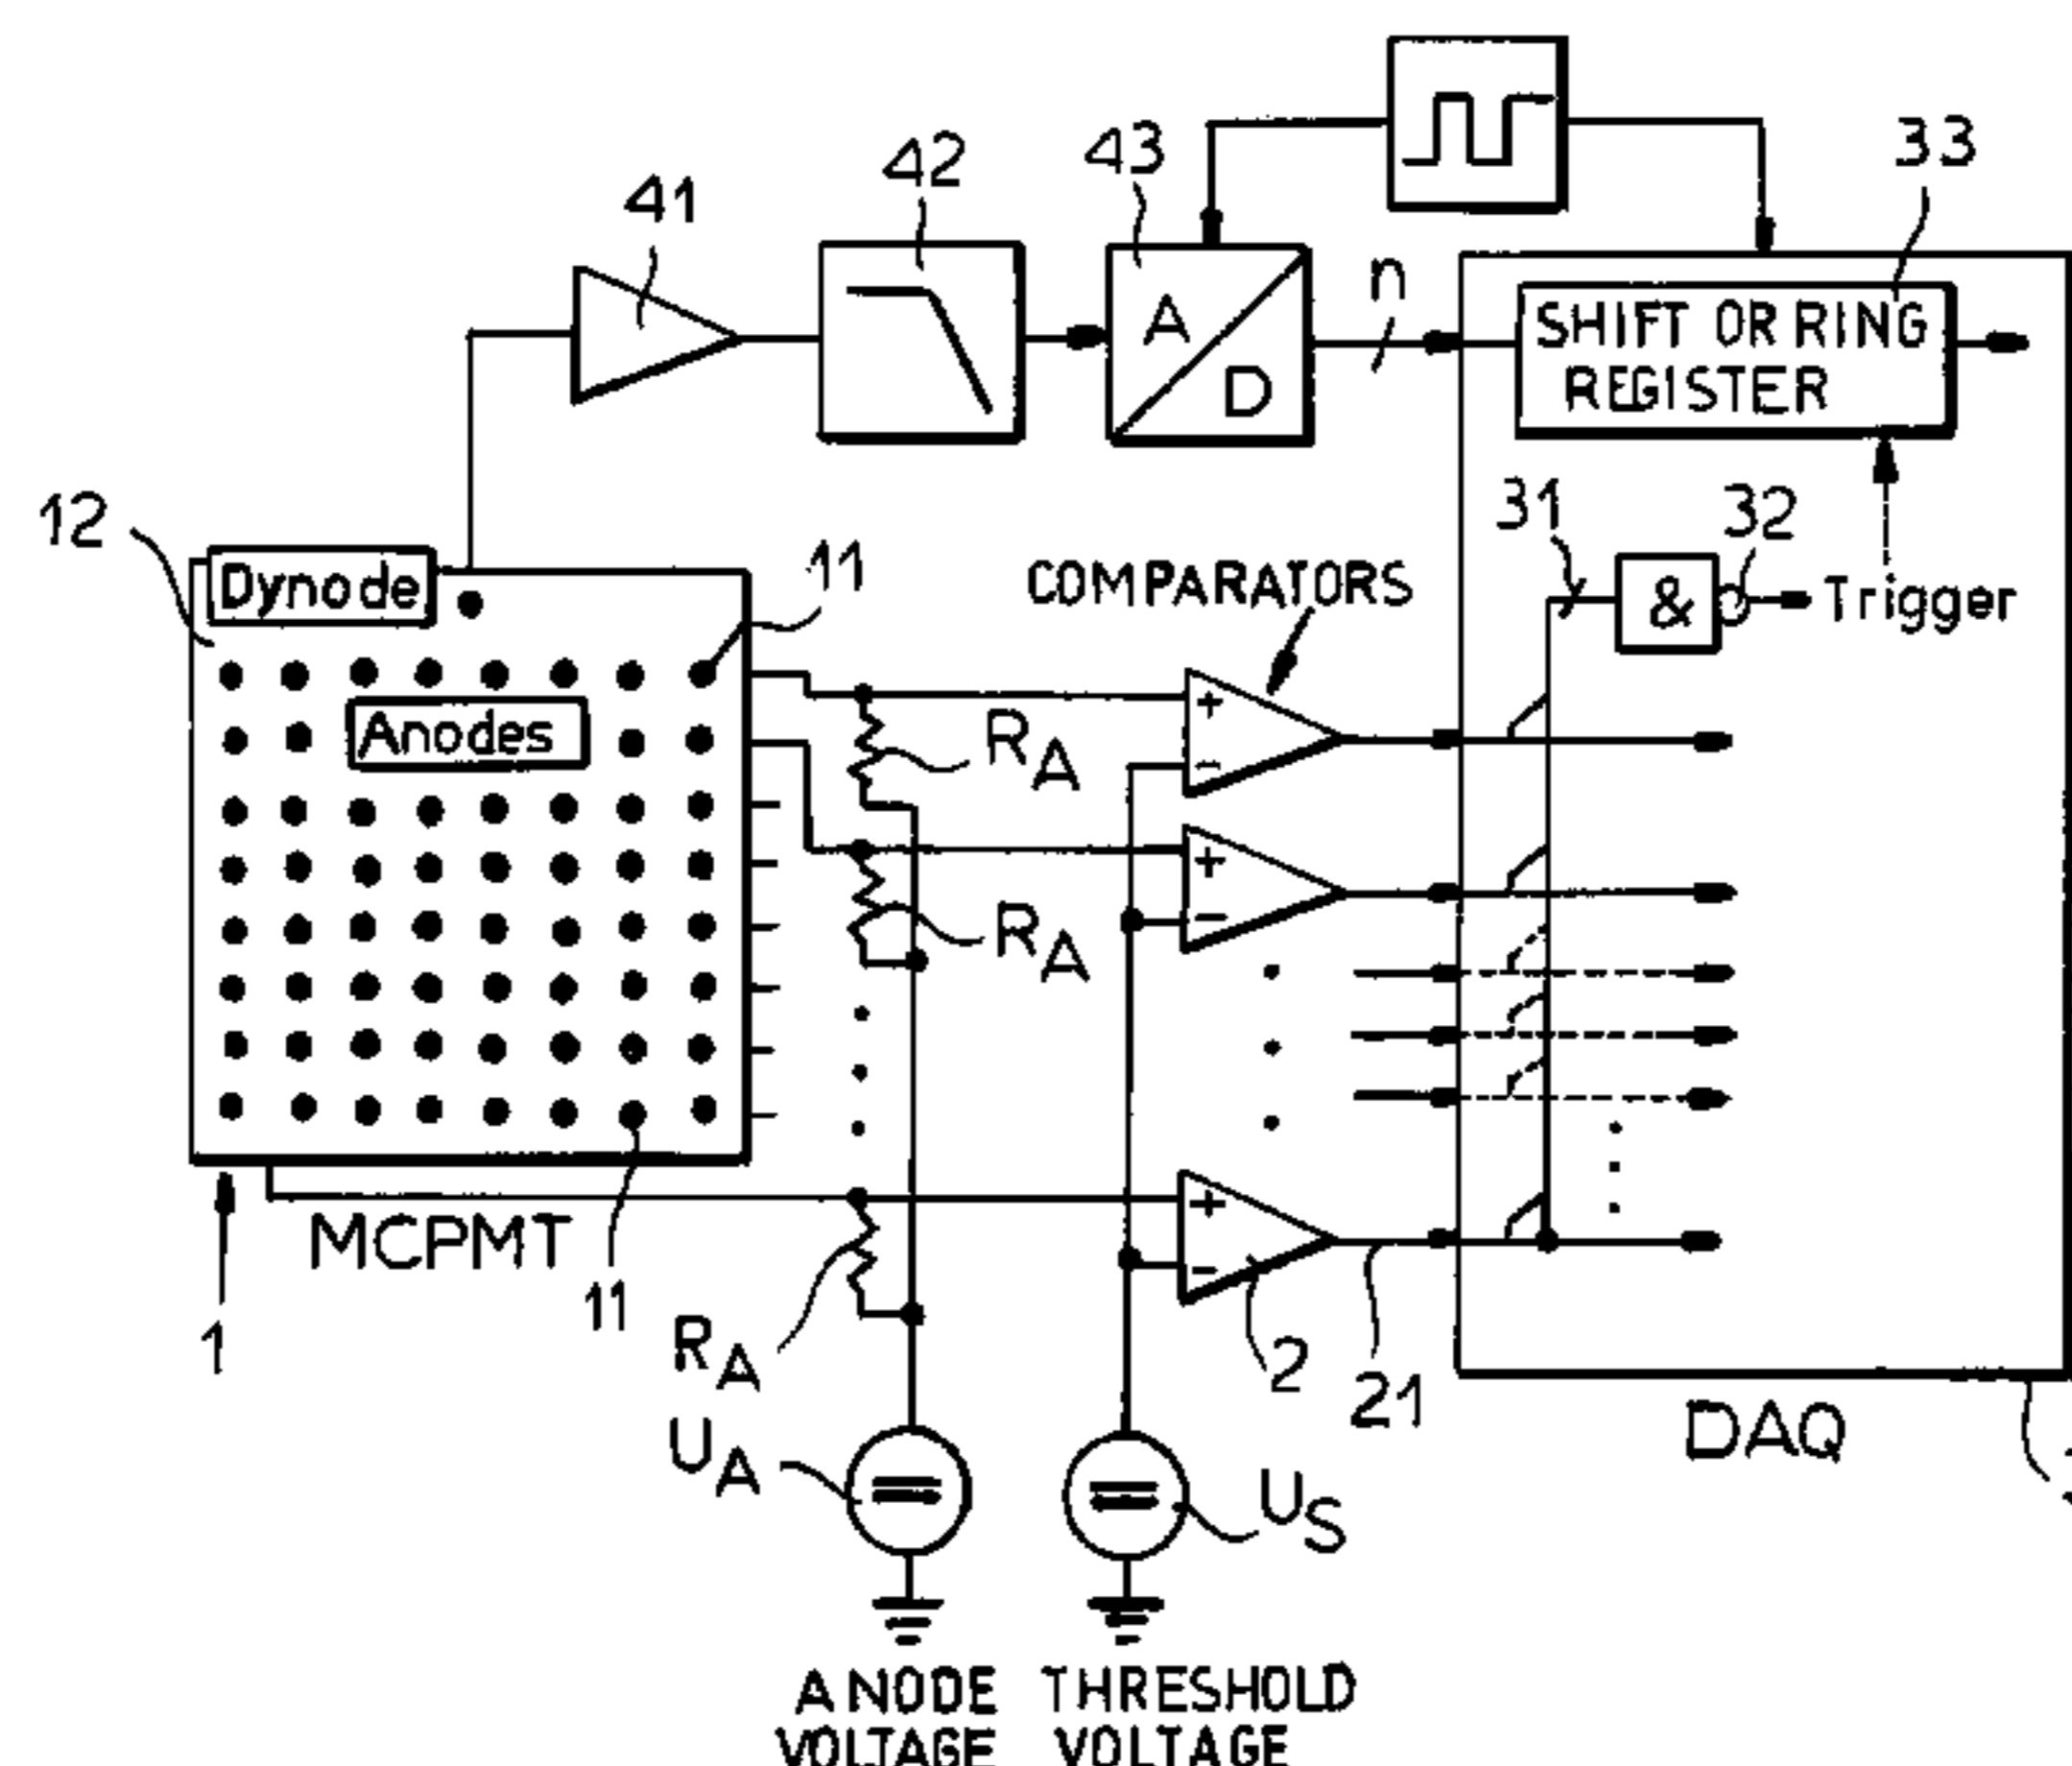 33
43
42
41
n
A
D
SHIFT OR RING
REGISTER
12
11
31
32
Dynode
COMPARATORS
&
Trigger
Anodes
+
RA
-
+
RA
-
+
MCPMT
-
11
1
RA
2
21
UA
DAQ
US
ANODE THRESHOLD
VOLTAGE VOLTAGE